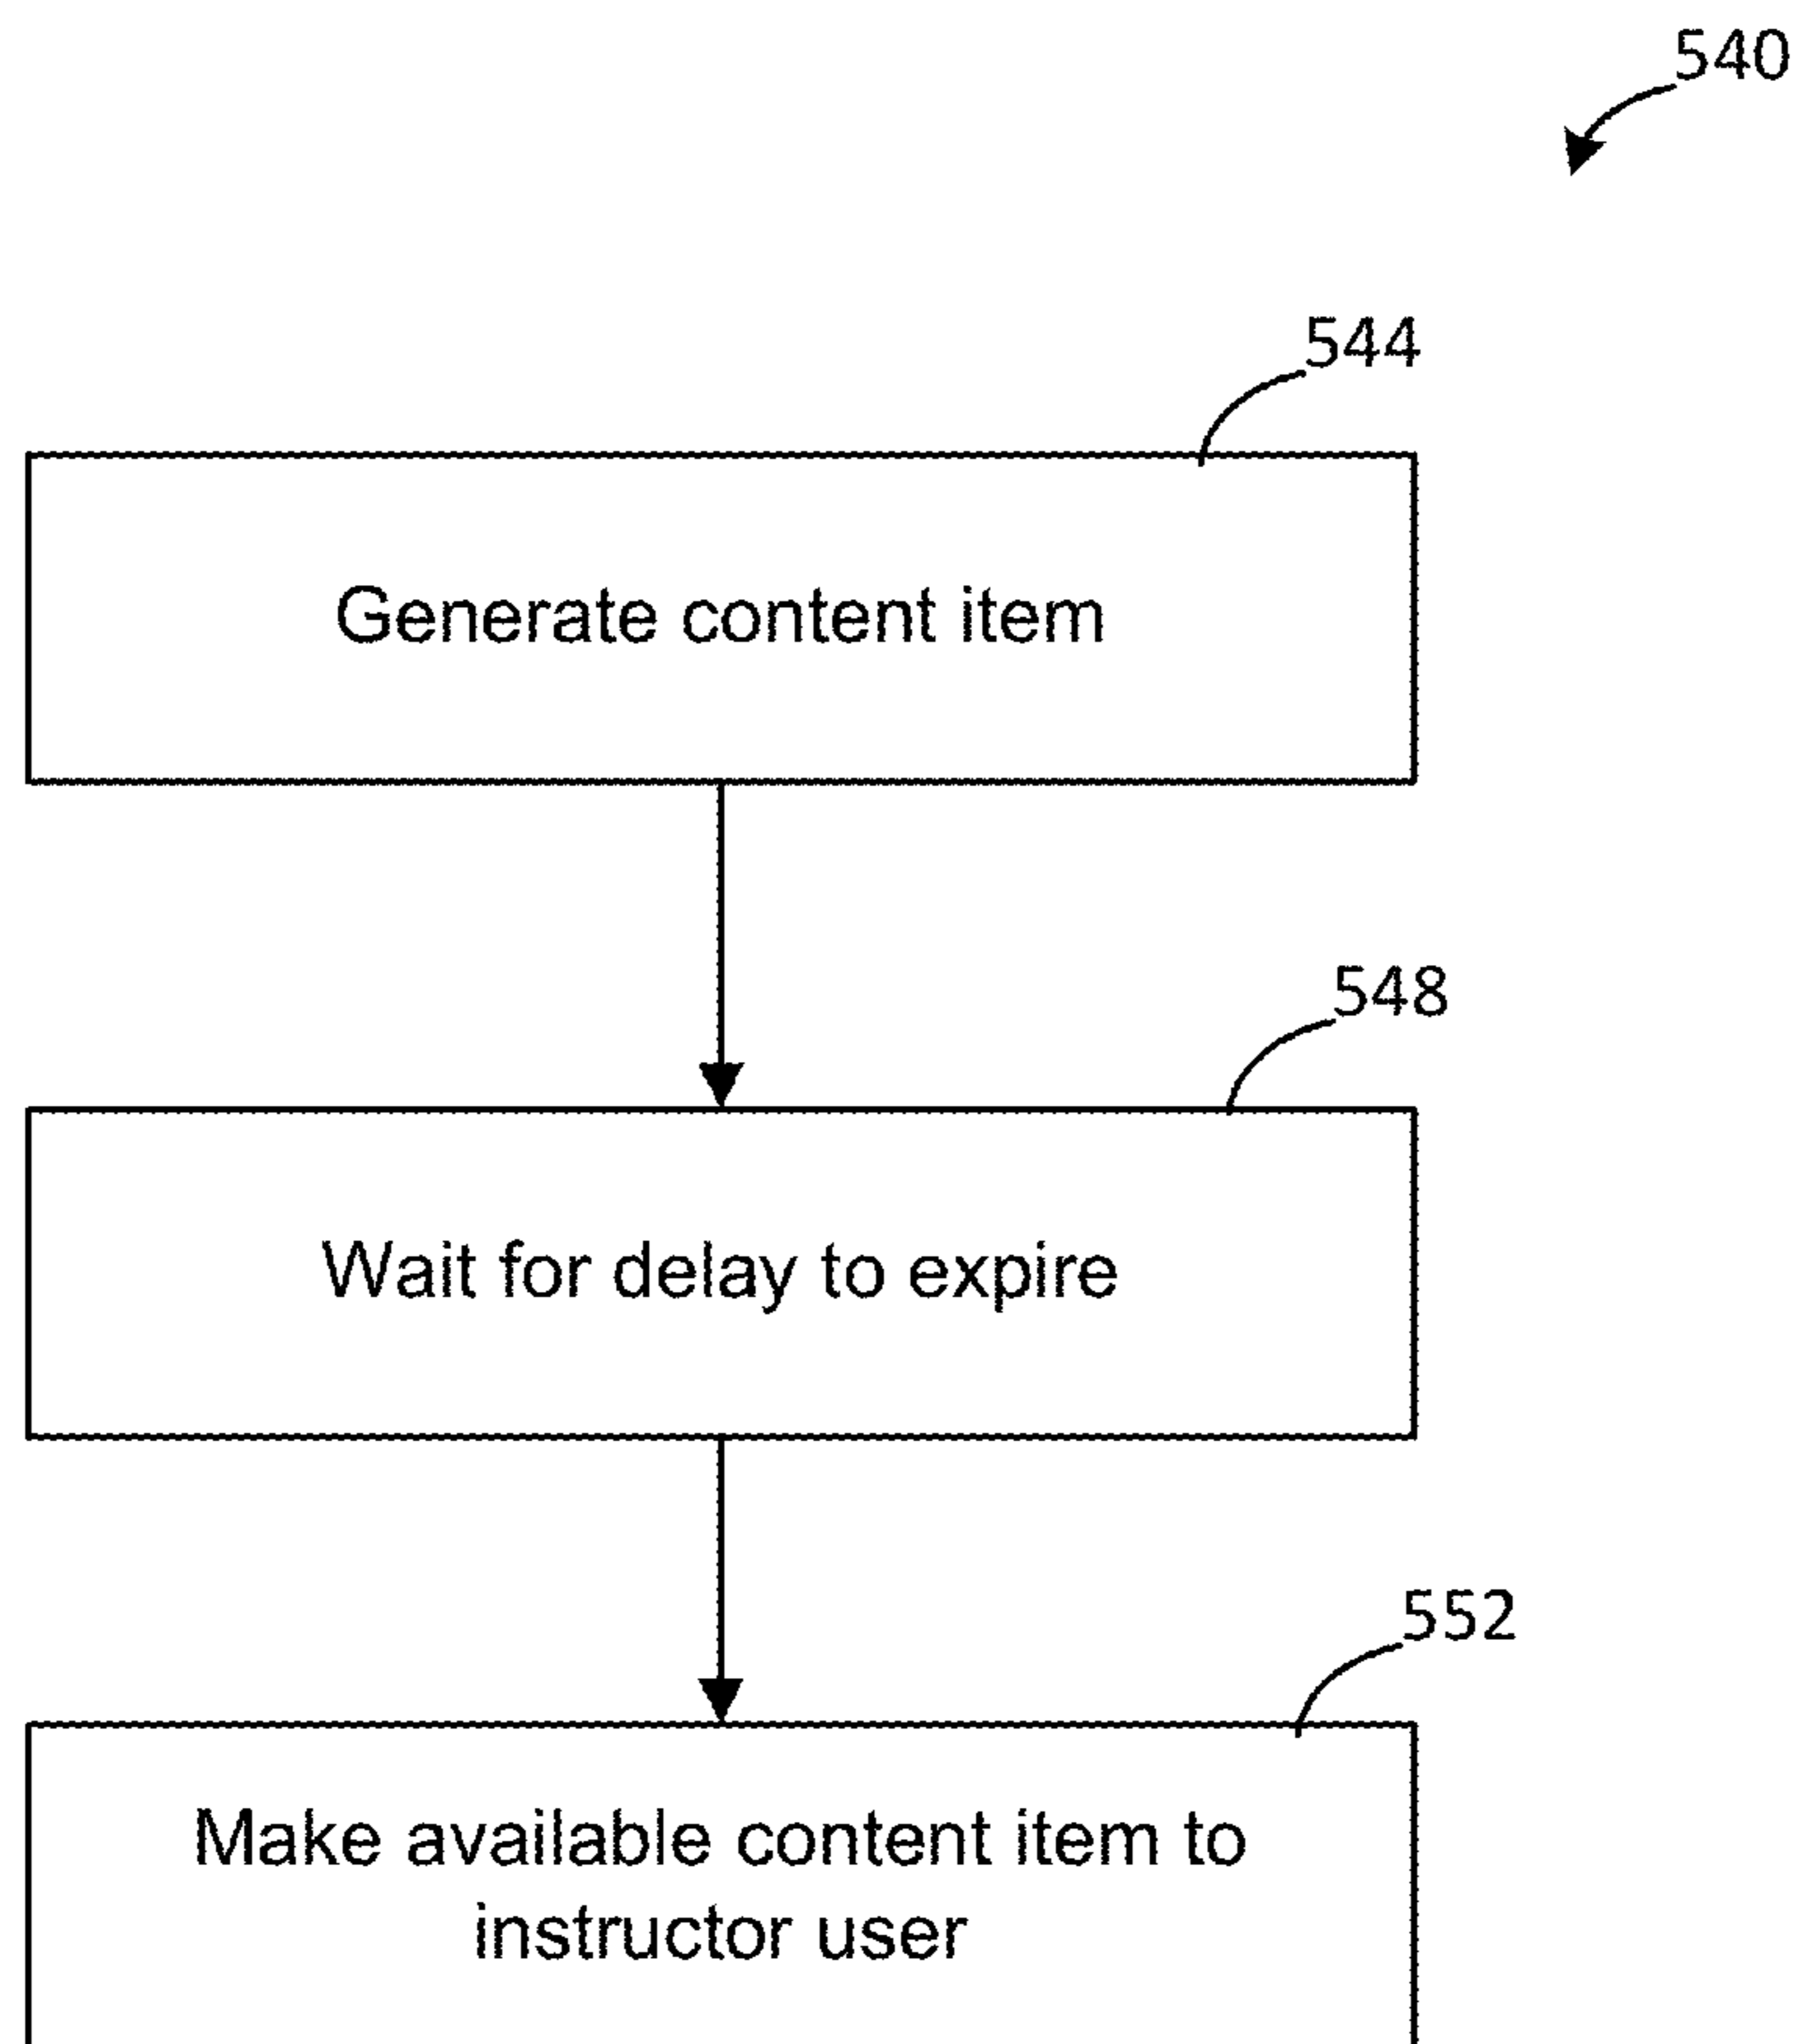 540
544
Generate content item
548
Wait for delay to expire
552
Make available content item to
instructor user